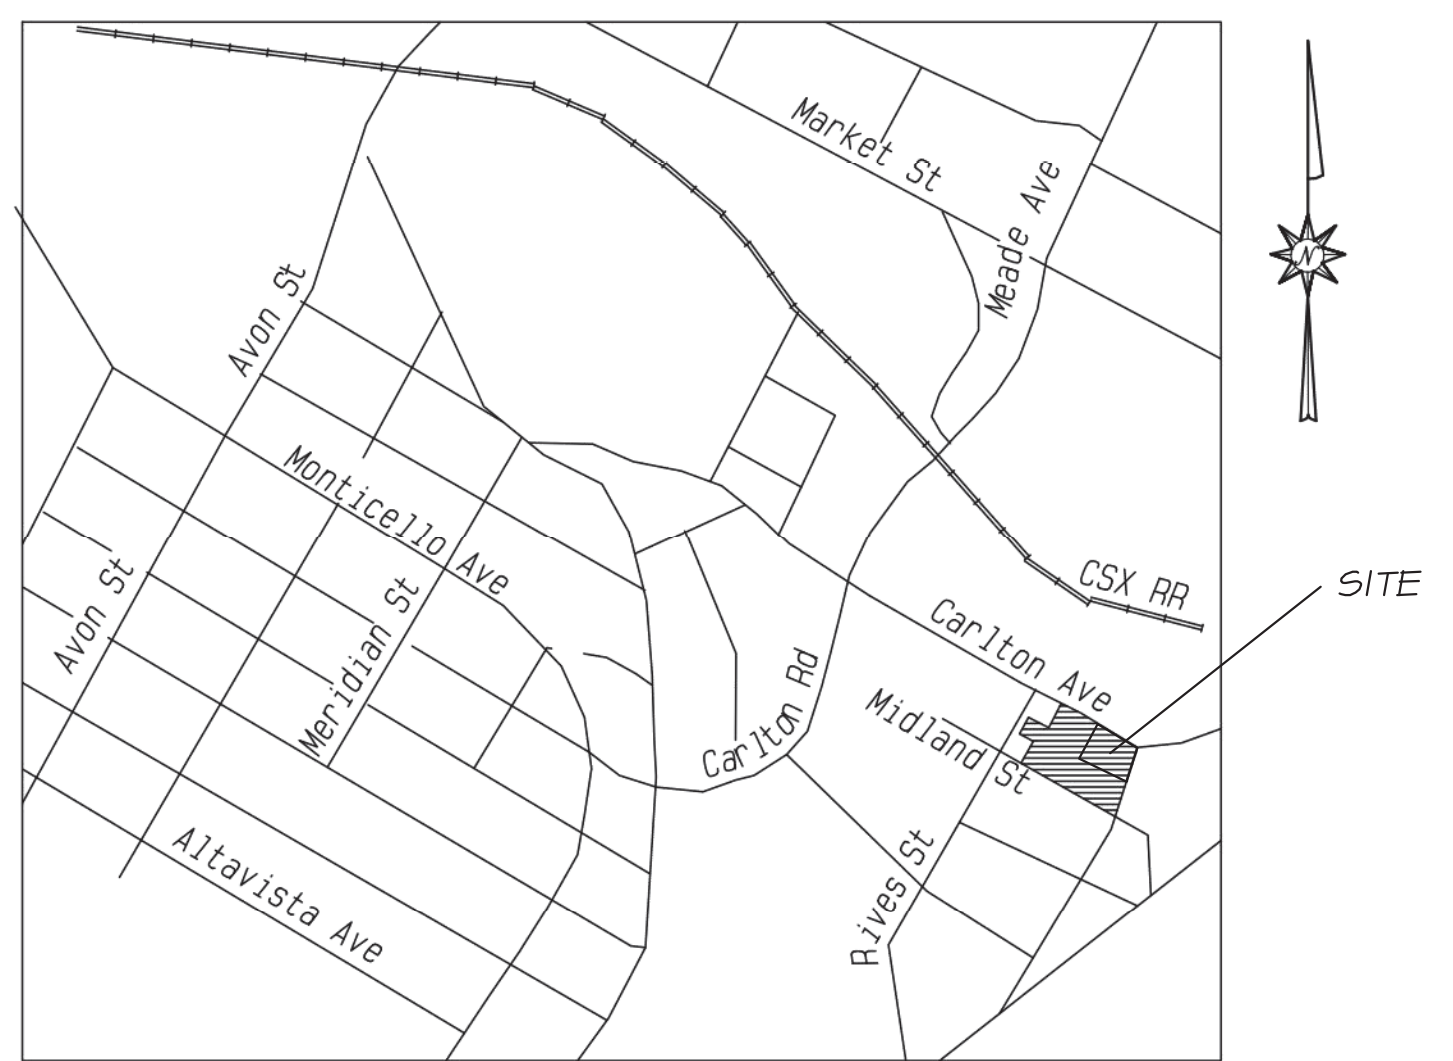 Market St
Meade Ave
N
Avon St
Monticello Ave
CSX RR
SITE
Avon St
Meridian St
Carlton Ave
Carlton Rd
Midland St
Altavista Ave
Rives St